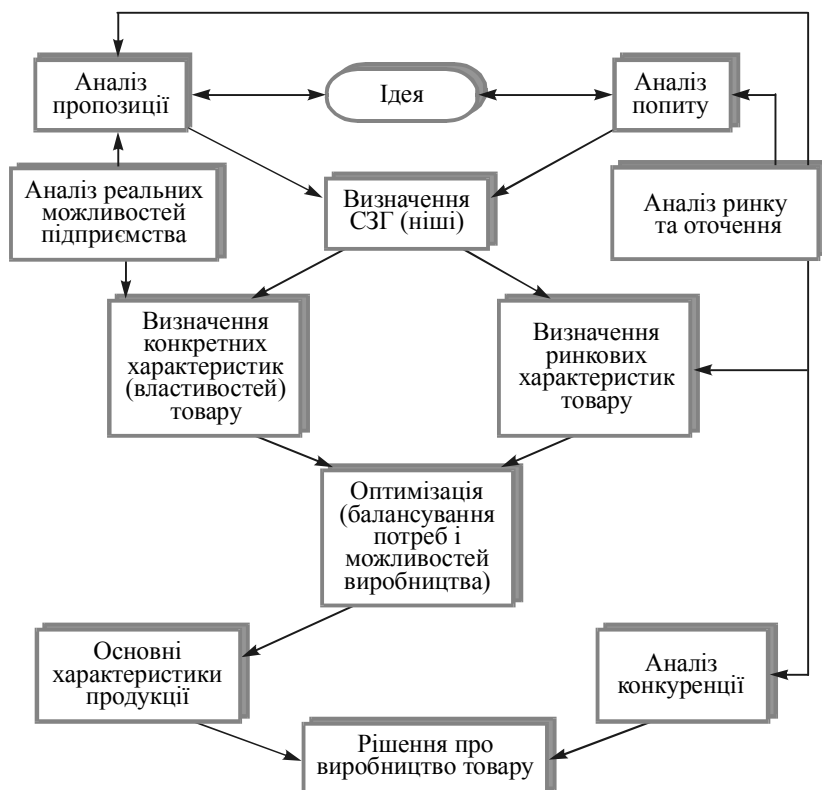 Аналіз
пропозиції
Ідея
Аналіз
попиту
Аналіз реальних
можливостей
підприємства
Визначення
СЗГ (ніші)
Аналіз ринку
та оточення
Визначення
конкретних
характеристик
(властивостей)
товару
Визначення
ринкових
характеристик
товару
Оптимізація
(балансування
потреб і
можливостей
виробництва)
Основні
характеристики
продукції
Аналіз
конкуренції
Рішення про
виробництво товару